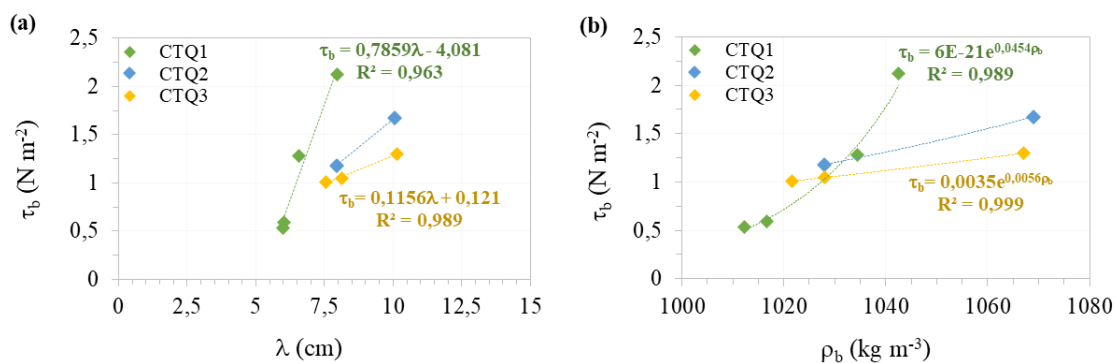 (a)
2,5
2
1,5
1
0,5
0
τb (N m-2)
CTQ1
CTQ2
CTQ3
τb = 0,7859λ - 4,081
R² = 0,963
τb = 0,1156λ + 0,121
R² = 0,989
0 2,5 5 7,5 10 12,5 15
λ (cm)
(b)
2,5
2
1,5
1
0,5
0
τb (N m-2)
CTQ1
CTQ2
CTQ3
τb = 6E-21e0,0454ρb
R² = 0,989
τb = 0,0035e0,0056ρb
R² = 0,999
1000 1020 1040 1060 1080
ρb (kg m-3)